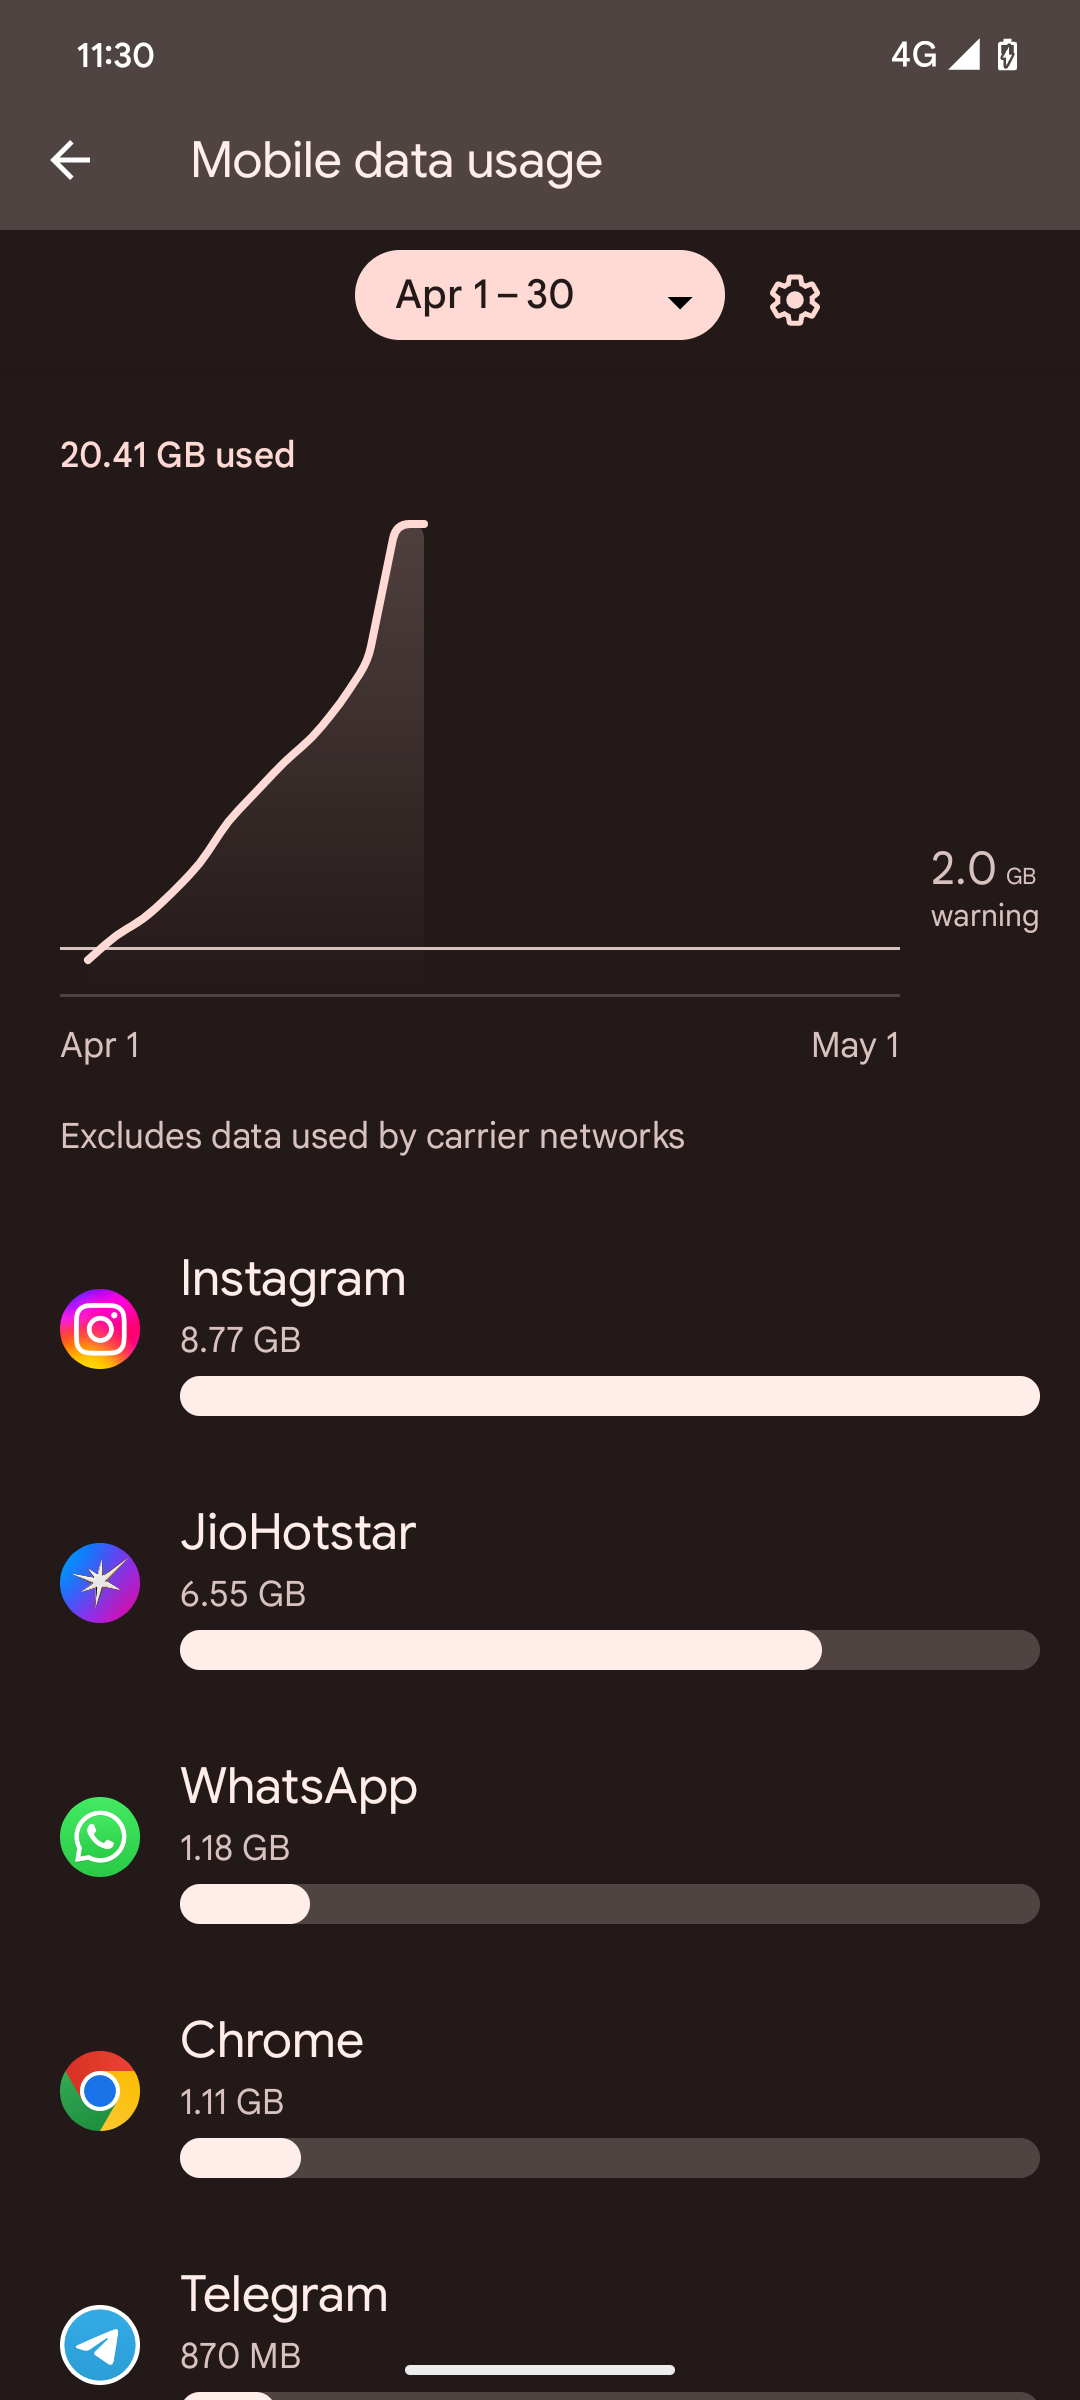 11:30
4G
Mobile data usage
Apr 1 – 30
20.41 GB used
2.0 GB
warning
Apr 1
May 1
Excludes data used by carrier networks
Instagram
8.77 GB
JioHotstar
6.55 GB
WhatsApp
1.18 GB
Chrome
1.11 GB
Telegram
870 MB